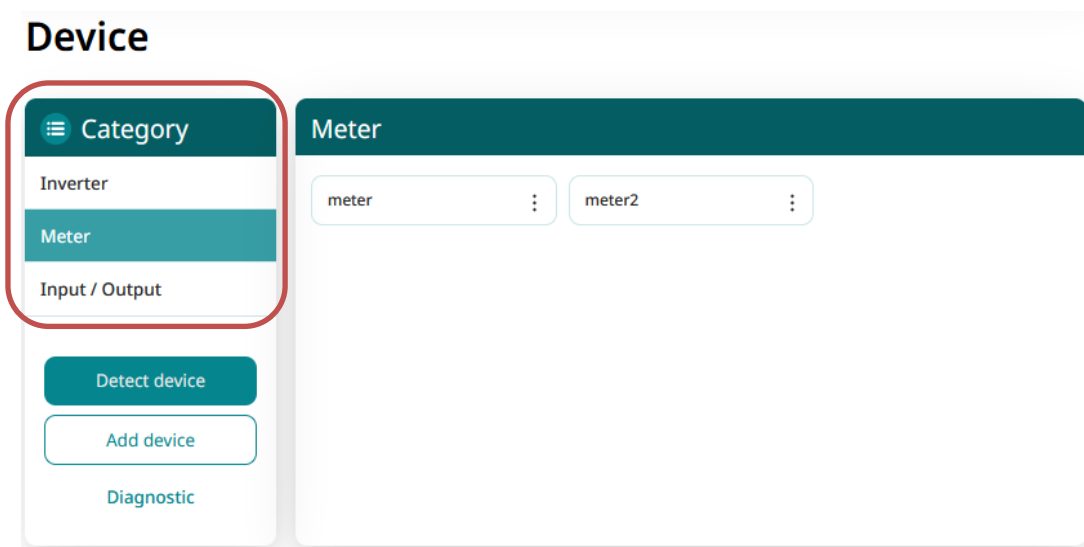 Device
Category
Inverter
Meter
Input / Output
Detect device
Add device
Diagnostic
Meter
meter
meter2